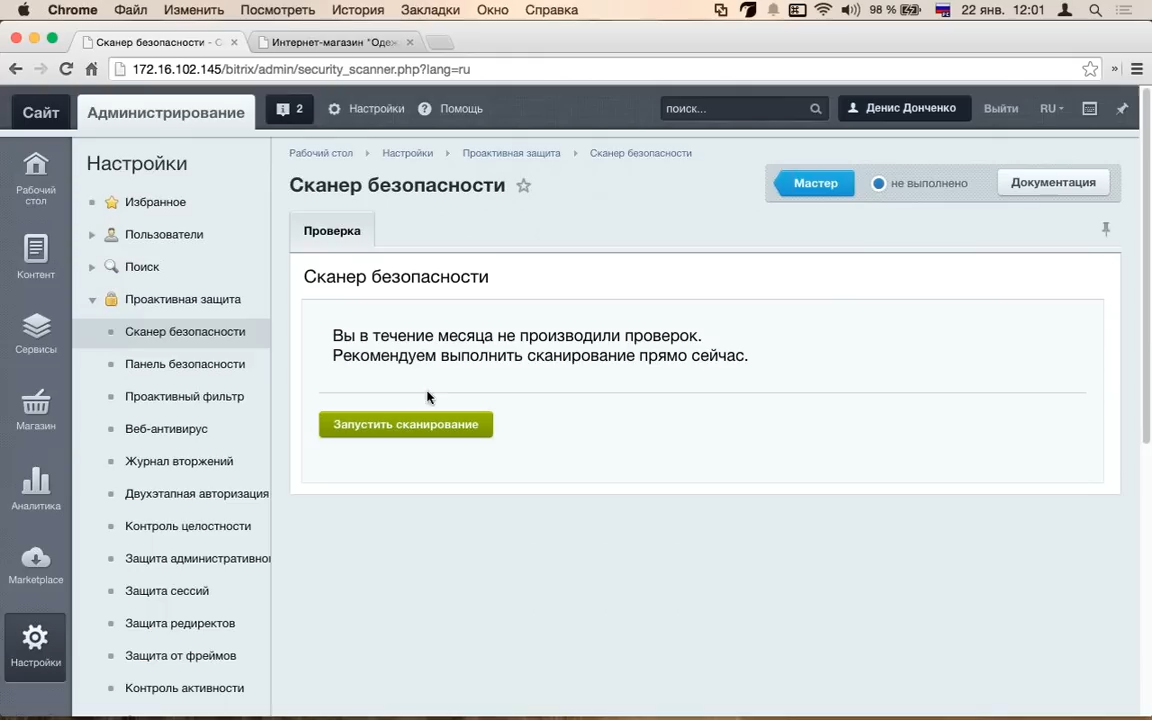 Chrome Файл Изменить Посмотреть История Закладки Окно Справка 98 % 22 янв. 12:01
Сканер безопасности - С Интернет-магазин "Одеж
172.16.102.145/bitrix/admin/security_scanner.php?lang=ru
Сайт Администрирование 2 Настройки Помощь поиск... Денис Донченко Выйти RU
Рабочий стол
Контент
Сервисы
Магазин
Аналитика
Marketplace
Настройки
Настройки
Избранное
Пользователи
Поиск
Проактивная защита
Сканер безопасности
Панель безопасности
Проактивный фильтр
Веб-антивирус
Журнал вторжений
Двухэтапная авторизация
Контроль целостности
Защита административно
Защита сессий
Защита редиректов
Защита от фреймов
Контроль активности
Рабочий стол Настройки Проактивная защита Сканер безопасности
Сканер безопасности
Мастер не выполнено Документация
Проверка
Сканер безопасности
Вы в течение месяца не производили проверок.
Рекомендуем выполнить сканирование прямо сейчас.
Запустить сканирование